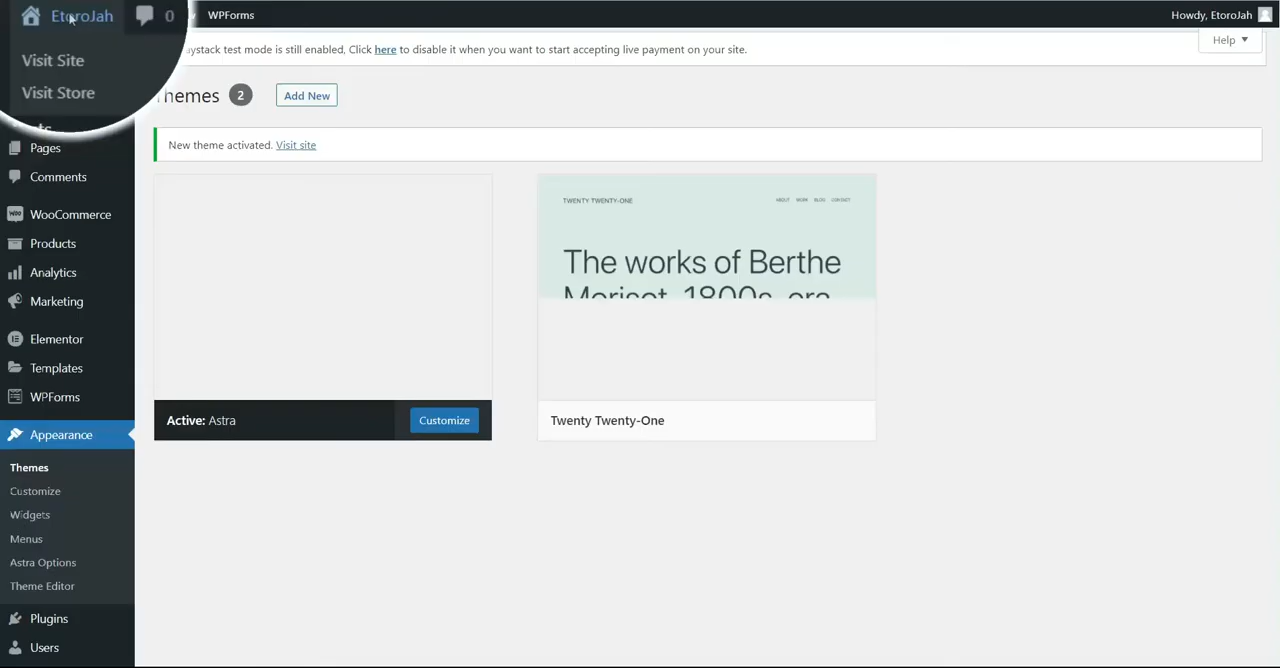 EtoroJah 0 WPForms Howdy, EtoroJah
Visit Site
Visit Store
aystack test mode is still enabled, Click here to disable it when you want to start accepting live payment on your site.
Help ▼
hemes 2 Add New
New theme activated. Visit site
Pages
Comments
WooCommerce
Products
Analytics
Marketing
Elementor
Templates
WPForms
Appearance
Themes
Customize
Widgets
Menus
Astra Options
Theme Editor
Plugins
Users
TWENTY TWENTY-ONE ABOUT WORK BLOG CONTACT
The works of Berthe
Morisot, 1800s-era
Active: Astra Customize
Twenty Twenty-One